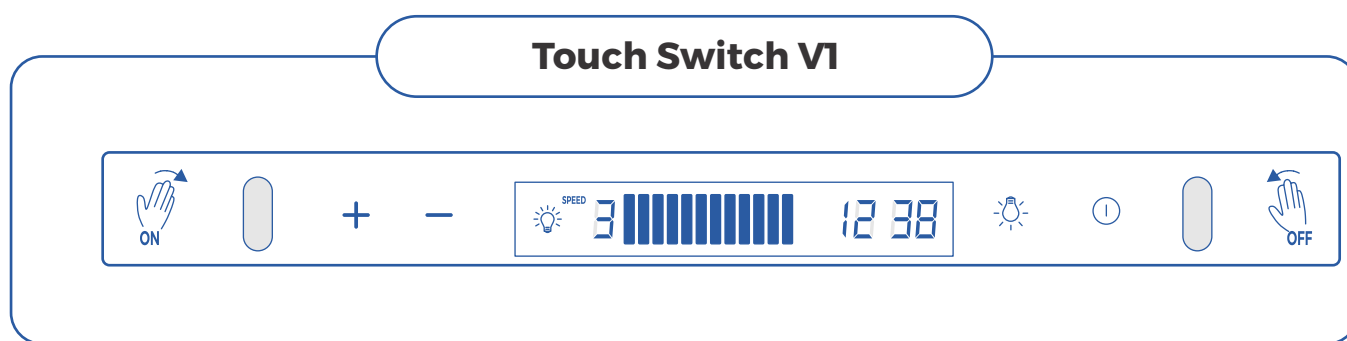 Touch Switch V1
ON
+ −
SPEED
3
12 38
OFF